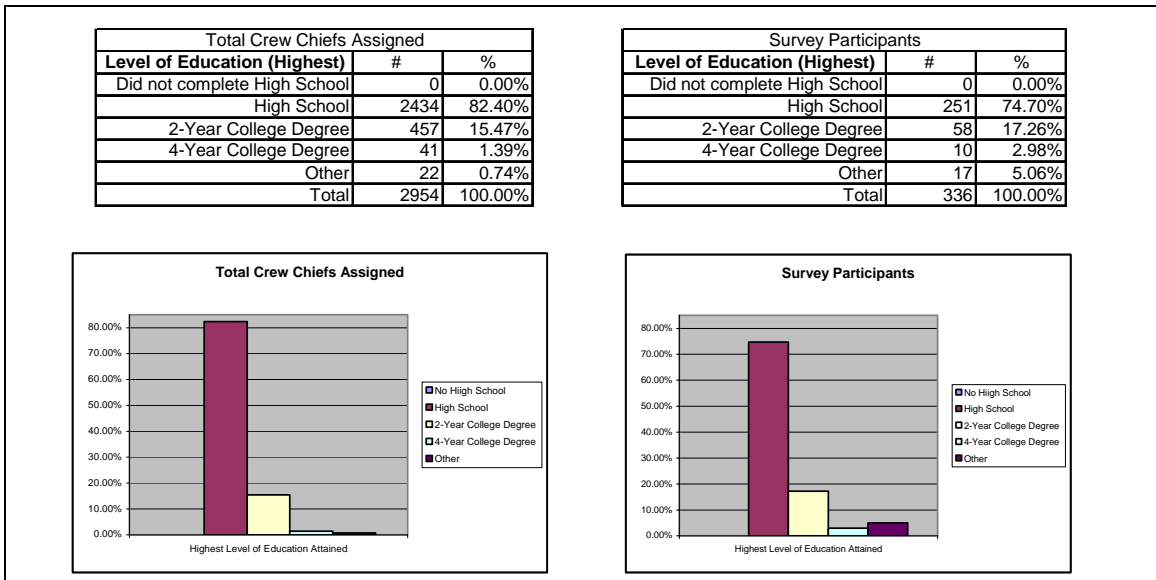 Total Crew Chiefs Assigned
Level of Education (Highest) # %
Did not complete High School 0 0.00%
High School 2434 82.40%
2-Year College Degree 457 15.47%
4-Year College Degree 41 1.39%
Other 22 0.74%
Total 2954 100.00%
Survey Participants
Level of Education (Highest) # %
Did not complete High School 0 0.00%
High School 251 74.70%
2-Year College Degree 58 17.26%
4-Year College Degree 10 2.98%
Other 17 5.06%
Total 336 100.00%
Total Crew Chiefs Assigned
80.00%
70.00%
60.00%
50.00%
40.00%
30.00%
20.00%
10.00%
0.00%
Highest Level of Education Attained
No Hiigh School
High School
2-Year College Degree
4-Year College Degree
Other
Survey Participants
80.00%
70.00%
60.00%
50.00%
40.00%
30.00%
20.00%
10.00%
0.00%
Highest Level of Education Attained
No Hiigh School
High School
2-Year College Degree
4-Year College Degree
Other